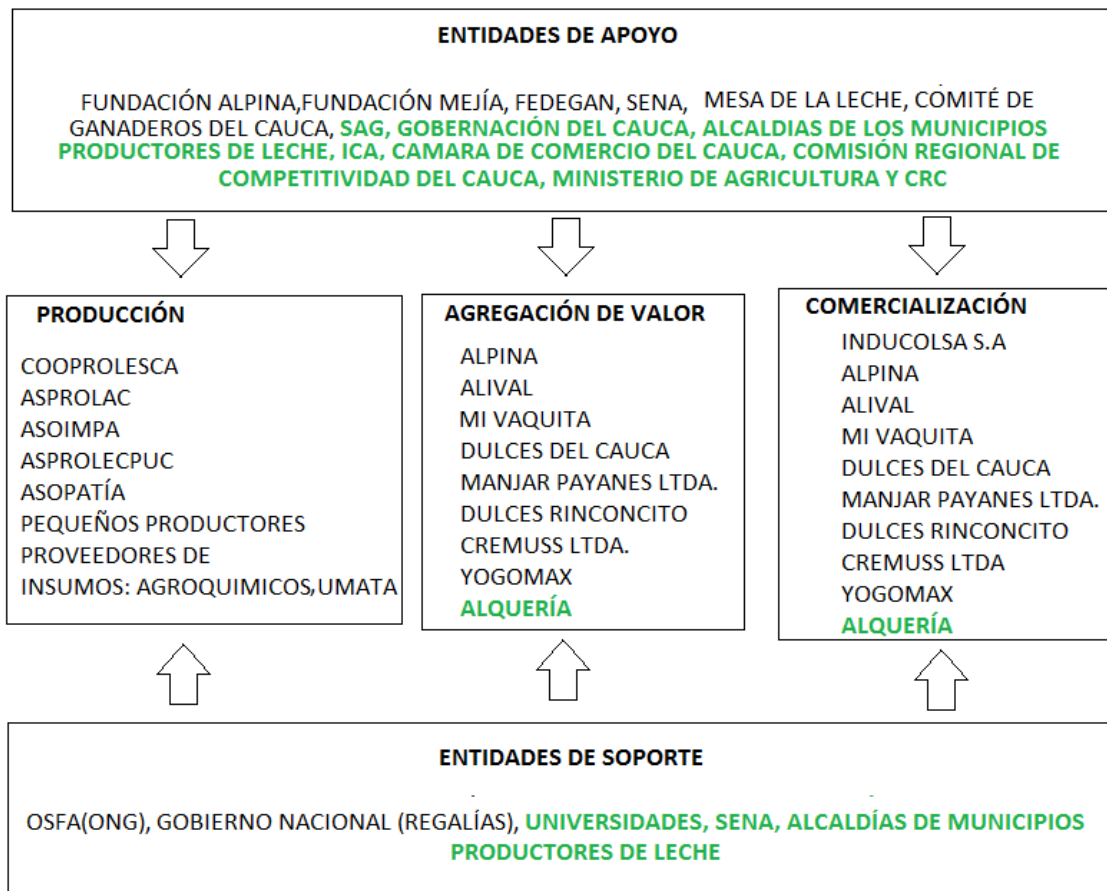 ENTIDADES DE APOYO
FUNDACIÓN ALPINA,FUNDACIÓN MEJÍA, FEDEGAN, SENA, MESA DE LA LECHE, COMITÉ DE
GANADEROS DEL CAUCA, SAG, GOBERNACIÓN DEL CAUCA, ALCALDIAS DE LOS MUNICIPIOS
PRODUCTORES DE LECHE, ICA, CAMARA DE COMERCIO DEL CAUCA, COMISIÓN REGIONAL DE
COMPETITIVIDAD DEL CAUCA, MINISTERIO DE AGRICULTURA Y CRC
PRODUCCIÓN
COOPROLESCA
ASPROLAC
ASOIMPA
ASPROLECPUC
ASOPATÍA
PEQUEÑOS PRODUCTORES
PROVEEDORES DE
INSUMOS: AGROQUIMICOS,UMATA
AGREGACIÓN DE VALOR
ALPINA
ALIVAL
MI VAQUITA
DULCES DEL CAUCA
MANJAR PAYANES LTDA.
DULCES RINCONCITO
CREMUSS LTDA.
YOGOMAX
ALQUERÍA
COMERCIALIZACIÓN
INDUCOLSA S.A
ALPINA
ALIVAL
MI VAQUITA
DULCES DEL CAUCA
MANJAR PAYANES LTDA.
DULCES RINCONCITO
CREMUSS LTDA
YOGOMAX
ALQUERÍA
ENTIDADES DE SOPORTE
OSFA(ONG), GOBIERNO NACIONAL (REGALÍAS), UNIVERSIDADES, SENA, ALCALDÍAS DE MUNICIPIOS
PRODUCTORES DE LECHE